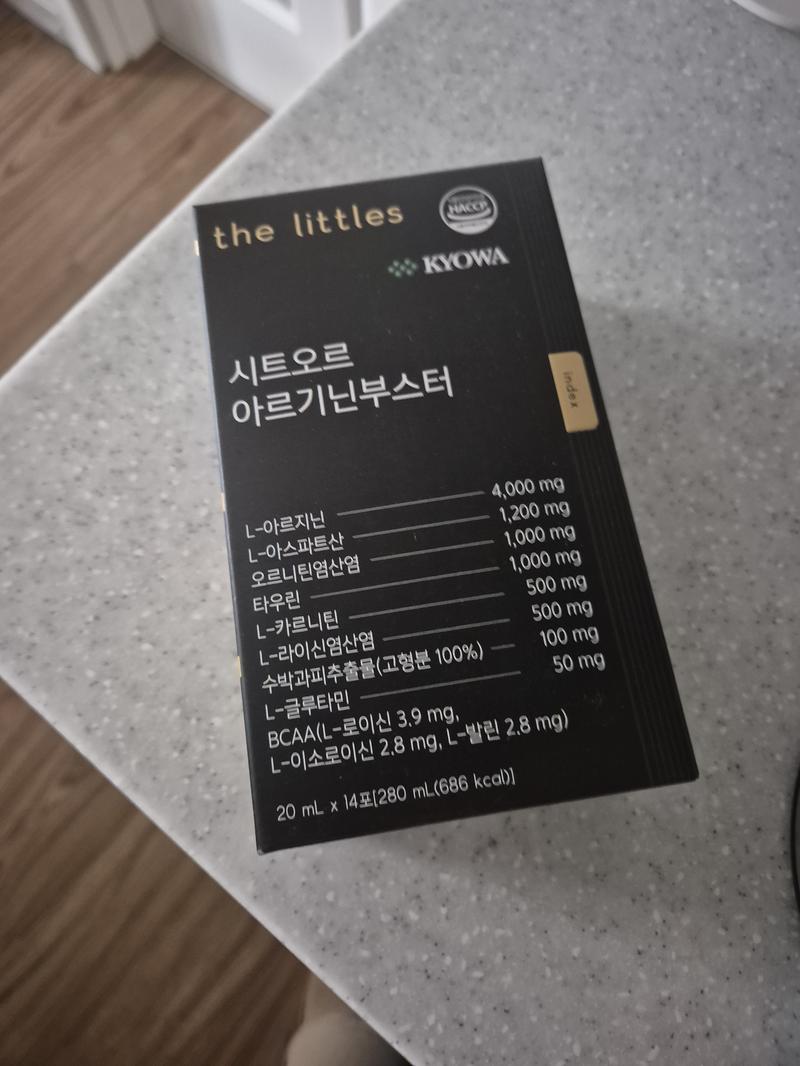 the littles
HACCP
KYOWA
시트오르
아르기닌부스터
index
L-아르지닌 4,000 mg
L-아스파트산 1,200 mg
오르니틴염산염 1,000 mg
타우린 1,000 mg
L-카르니틴 500 mg
L-라이신염산염 500 mg
수박과피추출물(고형분 100%) 100 mg
L-글루타민 50 mg
BCAA(L-로이신 3.9 mg,
L-이소로이신 2.8 mg, L-발린 2.8 mg)
20 mL x 14포[280 mL(686 kcal)]